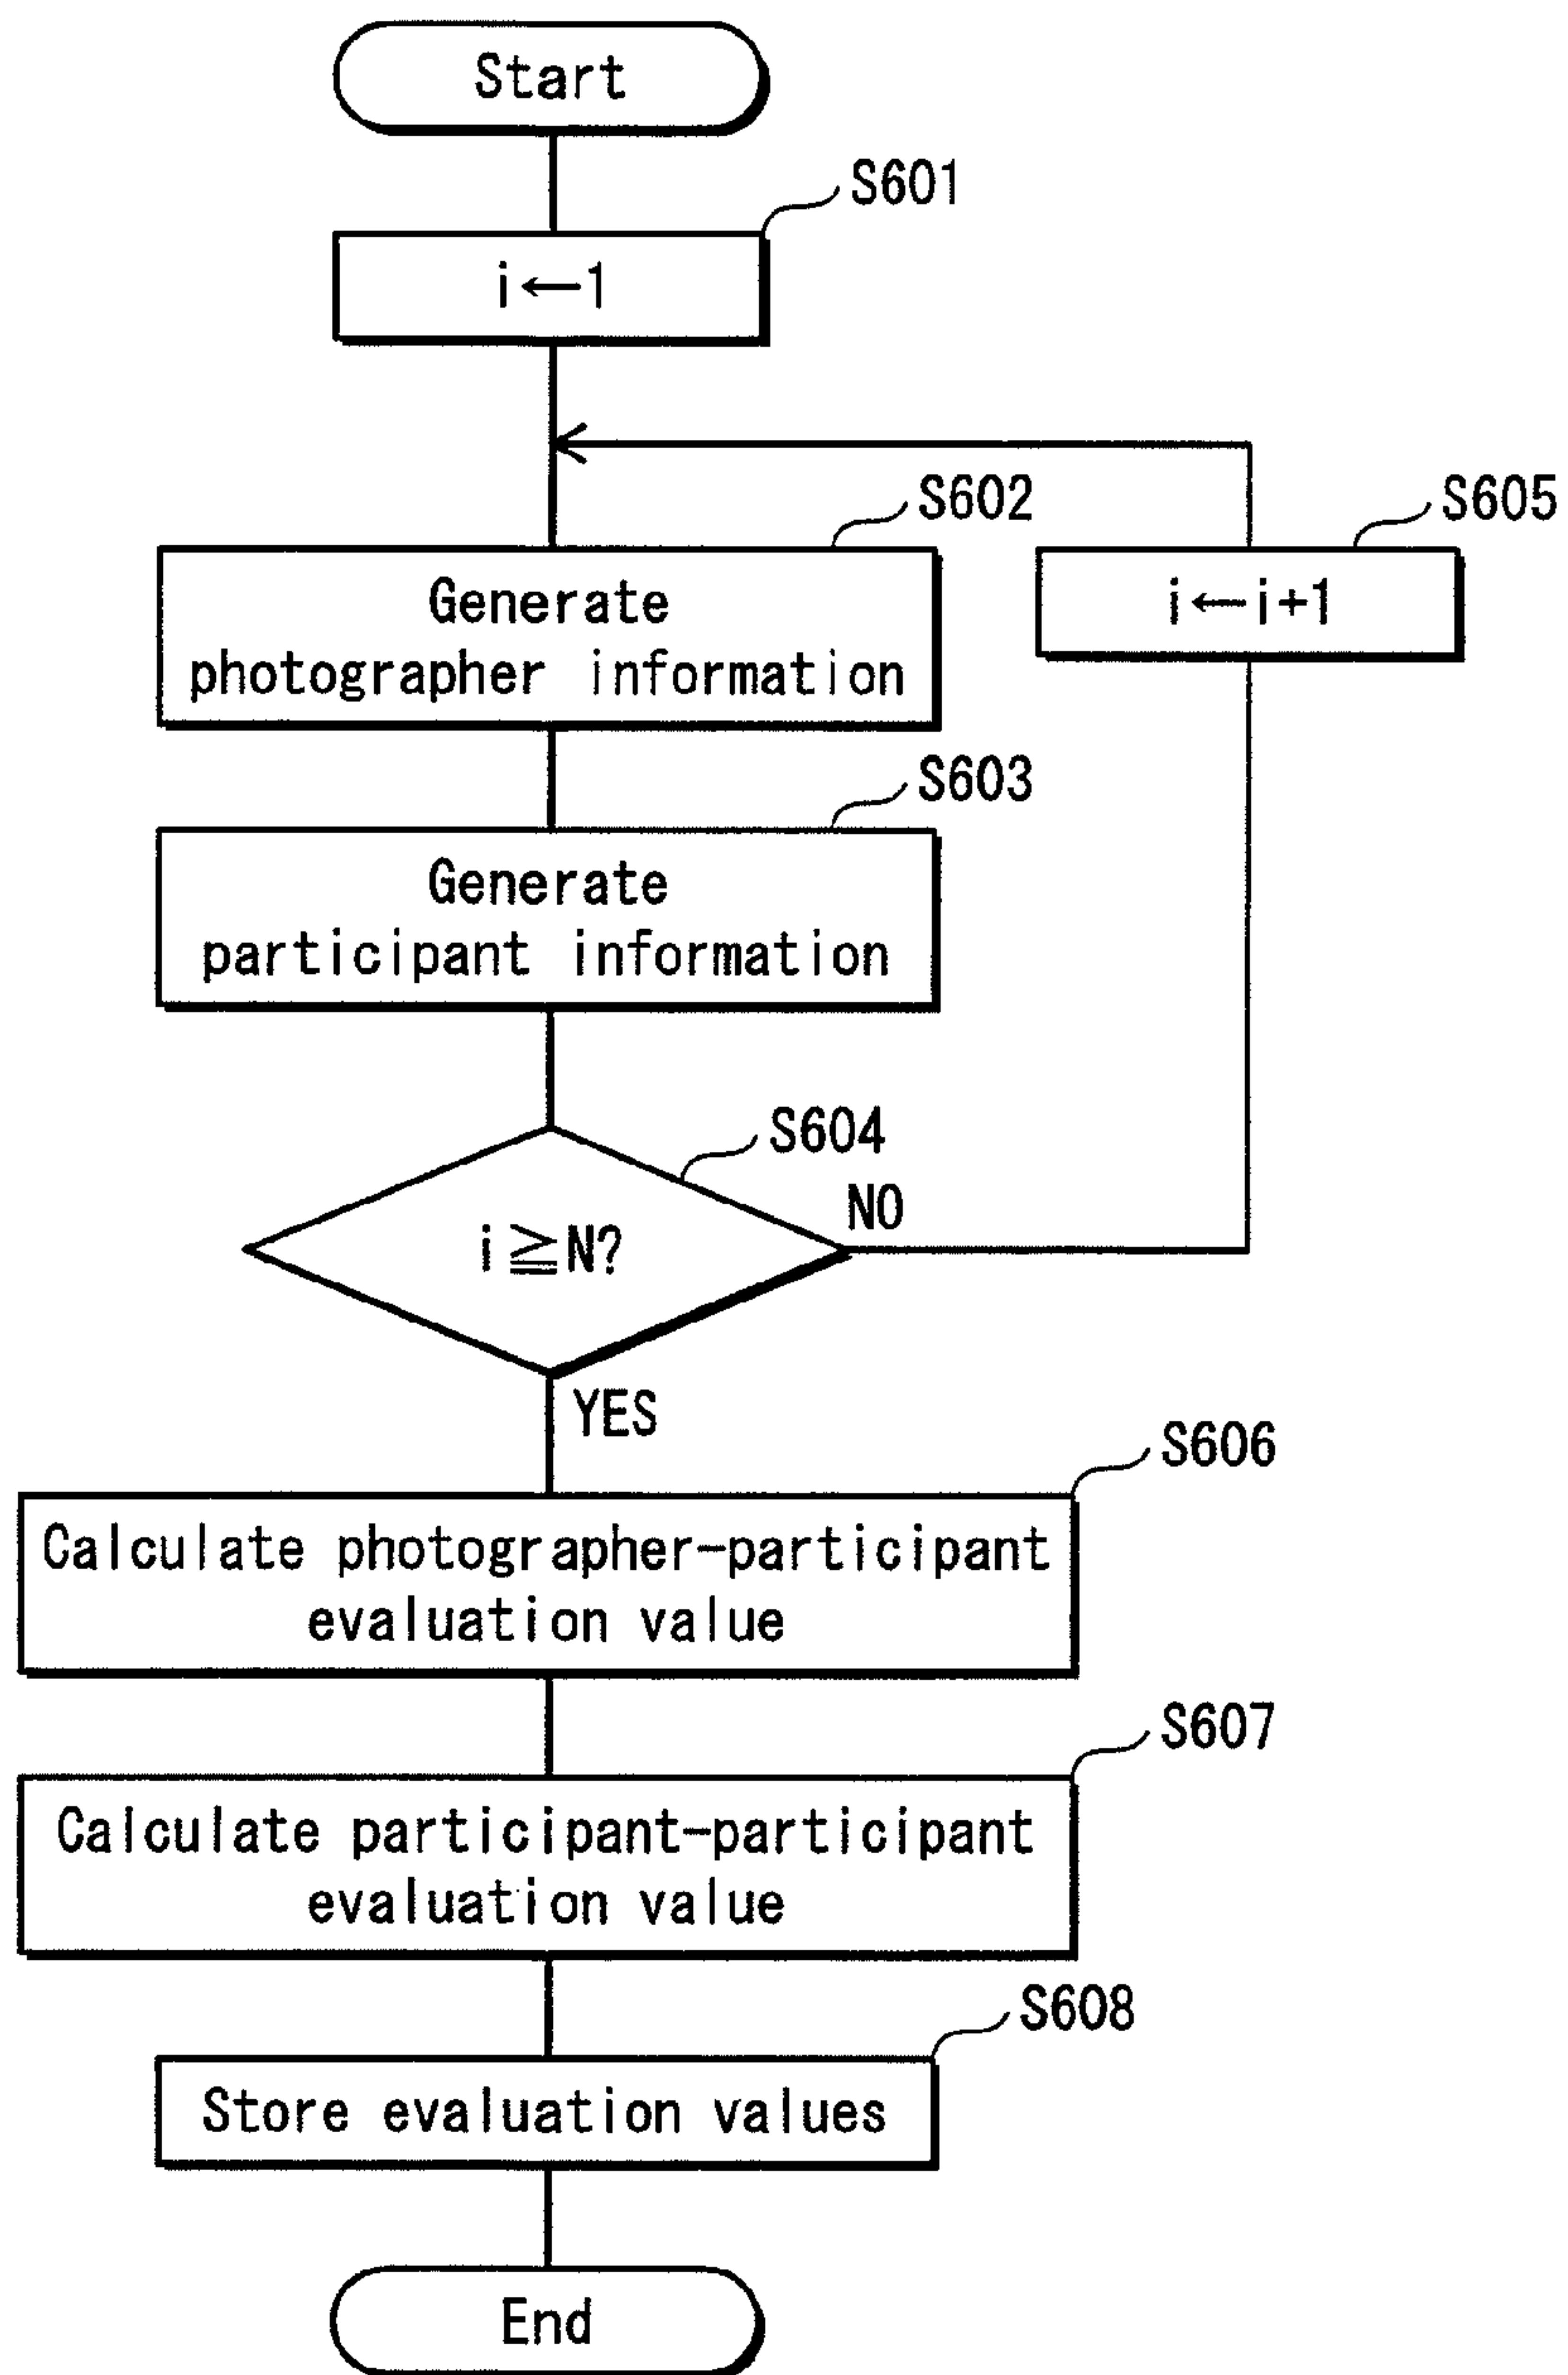 Start
S601
i←1
S602
S605
Generate
photographer information
i←i+1
S603
Generate
participant information
S604
NO
i≧N?
YES
S606
Calculate photographer-participant
evaluation value
S607
Calculate participant-participant
evaluation value
S608
Store evaluation values
End